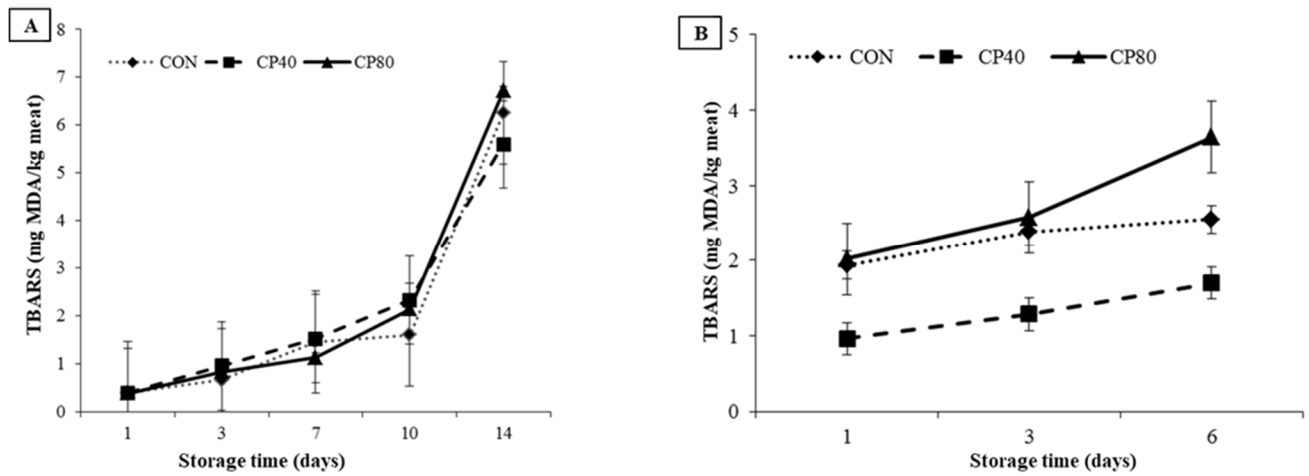 A
8
7
6
5
4
3
2
1
0
CON CP40 CP80
TBARS (mg MDA/kg meat)
1 3 7 10 14
Storage time (days)
B
5
4
3
2
1
0
CON CP40 CP80
TBARS (mg MDA/kg meat)
1 3 6
Storage time (days)